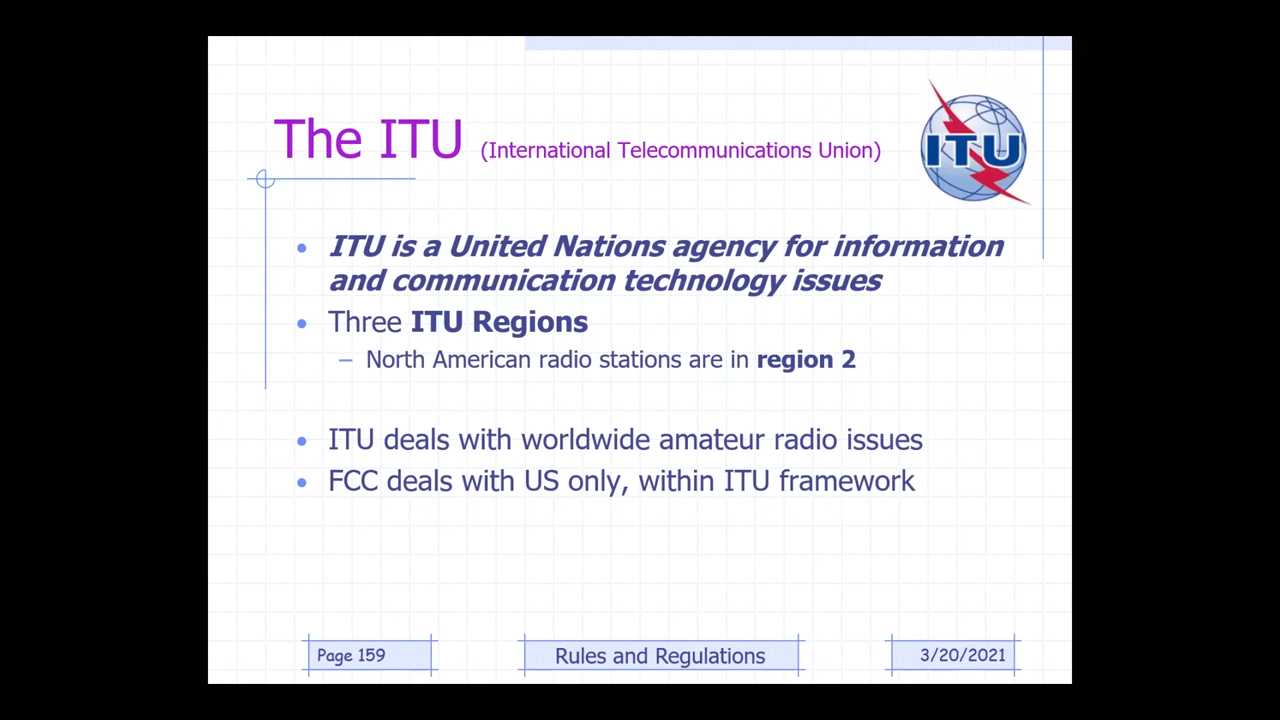 The ITU (International Telecommunications Union)
ITU
• ITU is a United Nations agency for information
and communication technology issues
• Three ITU Regions
– North American radio stations are in region 2
• ITU deals with worldwide amateur radio issues
• FCC deals with US only, within ITU framework
Page 159
Rules and Regulations
3/20/2021